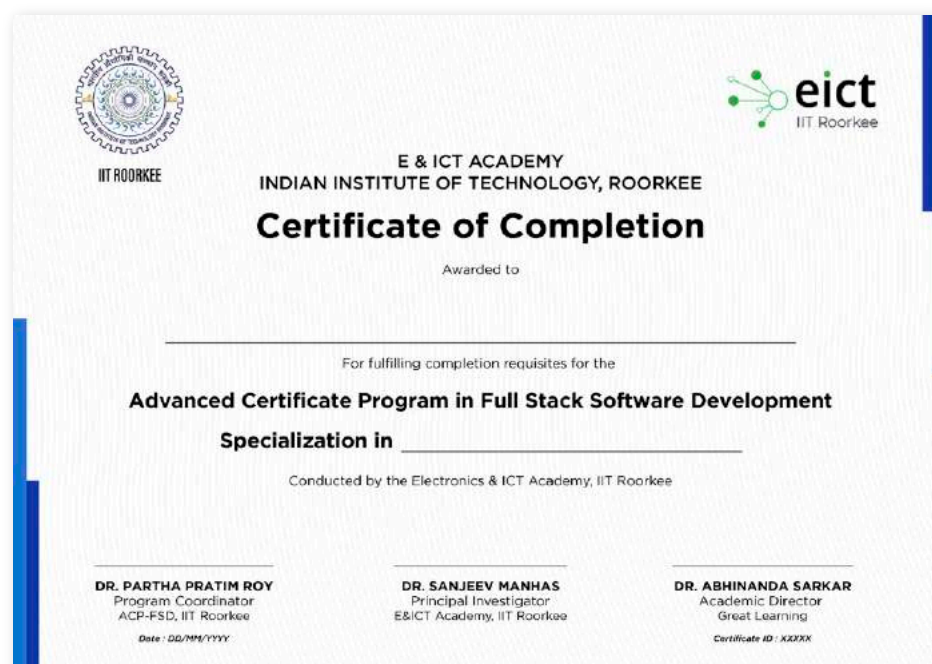 IIT ROORKEE
eict
IIT Roorkee
E & ICT ACADEMY
INDIAN INSTITUTE OF TECHNOLOGY, ROORKEE
Certificate of Completion
Awarded to
For fulfilling completion requisites for the
Advanced Certificate Program in Full Stack Software Development
Specialization in
Conducted by the Electronics & ICT Academy, IIT Roorkee
DR. PARTHA PRATIM ROY
Program Coordinator
ACP-FSD, IIT Roorkee
Date : DD/MM/YYYY
DR. SANJEEV MANHAS
Principal Investigator
E&ICT Academy, IIT Roorkee
DR. ABHINANDA SARKAR
Academic Director
Great Learning
Certificate ID : XXXXX